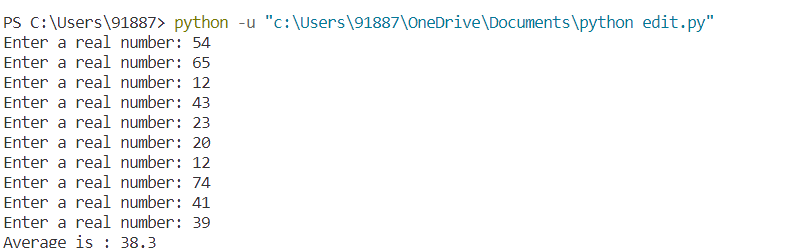 PS C:\Users\91887> python -u "c:\Users\91887\OneDrive\Documents\python edit.py"
Enter a real number: 54
Enter a real number: 65
Enter a real number: 12
Enter a real number: 43
Enter a real number: 23
Enter a real number: 20
Enter a real number: 12
Enter a real number: 74
Enter a real number: 41
Enter a real number: 39
Average is : 38.3